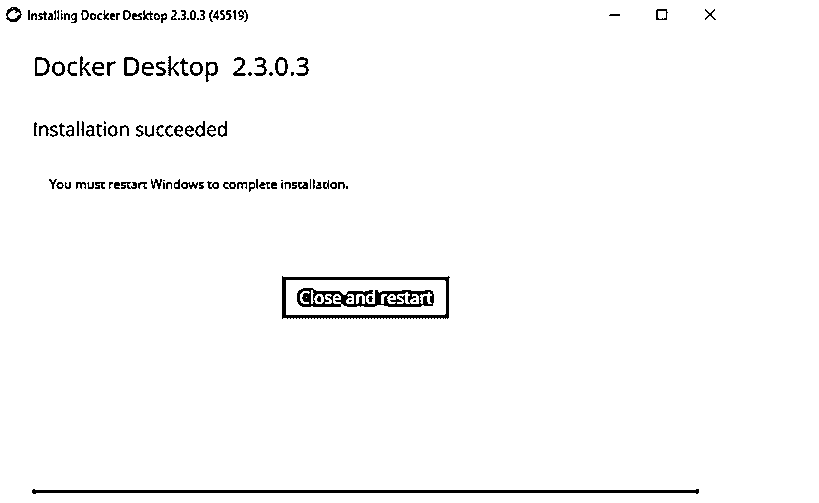 Installing Docker Desktop 2.3.0.3 (45519)
Docker Desktop 2.3.0.3
Installation succeeded
You must restart Windows to complete installation.
Close and restart